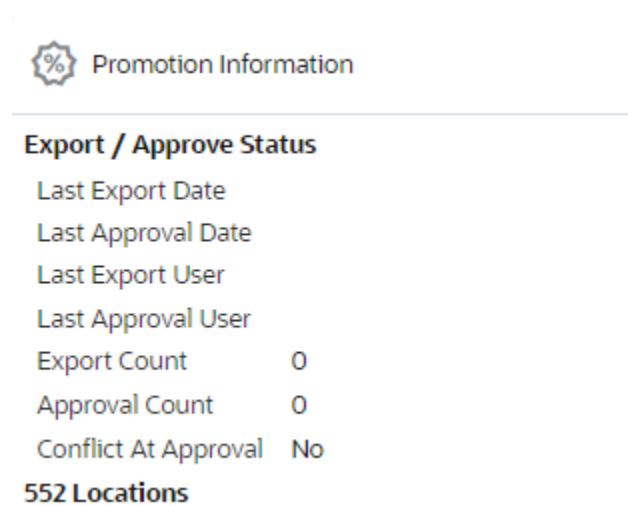 Promotion Information
Export / Approve Status
Last Export Date
Last Approval Date
Last Export User
Last Approval User
Export Count 0
Approval Count 0
Conflict At Approval No
552 Locations